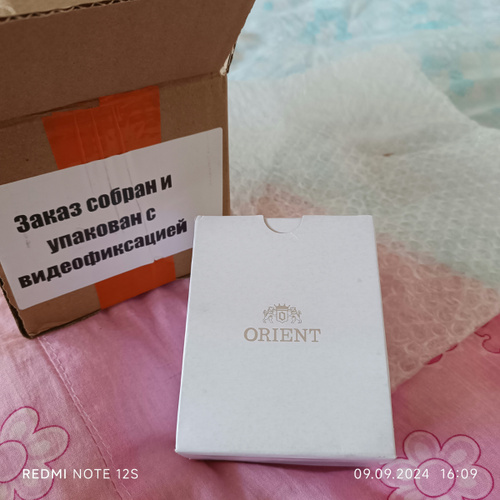 Заказ собран и
упакован с
видеофиксацией
ORIENT
REDMI NOTE 12S
09.09.2024 16:09